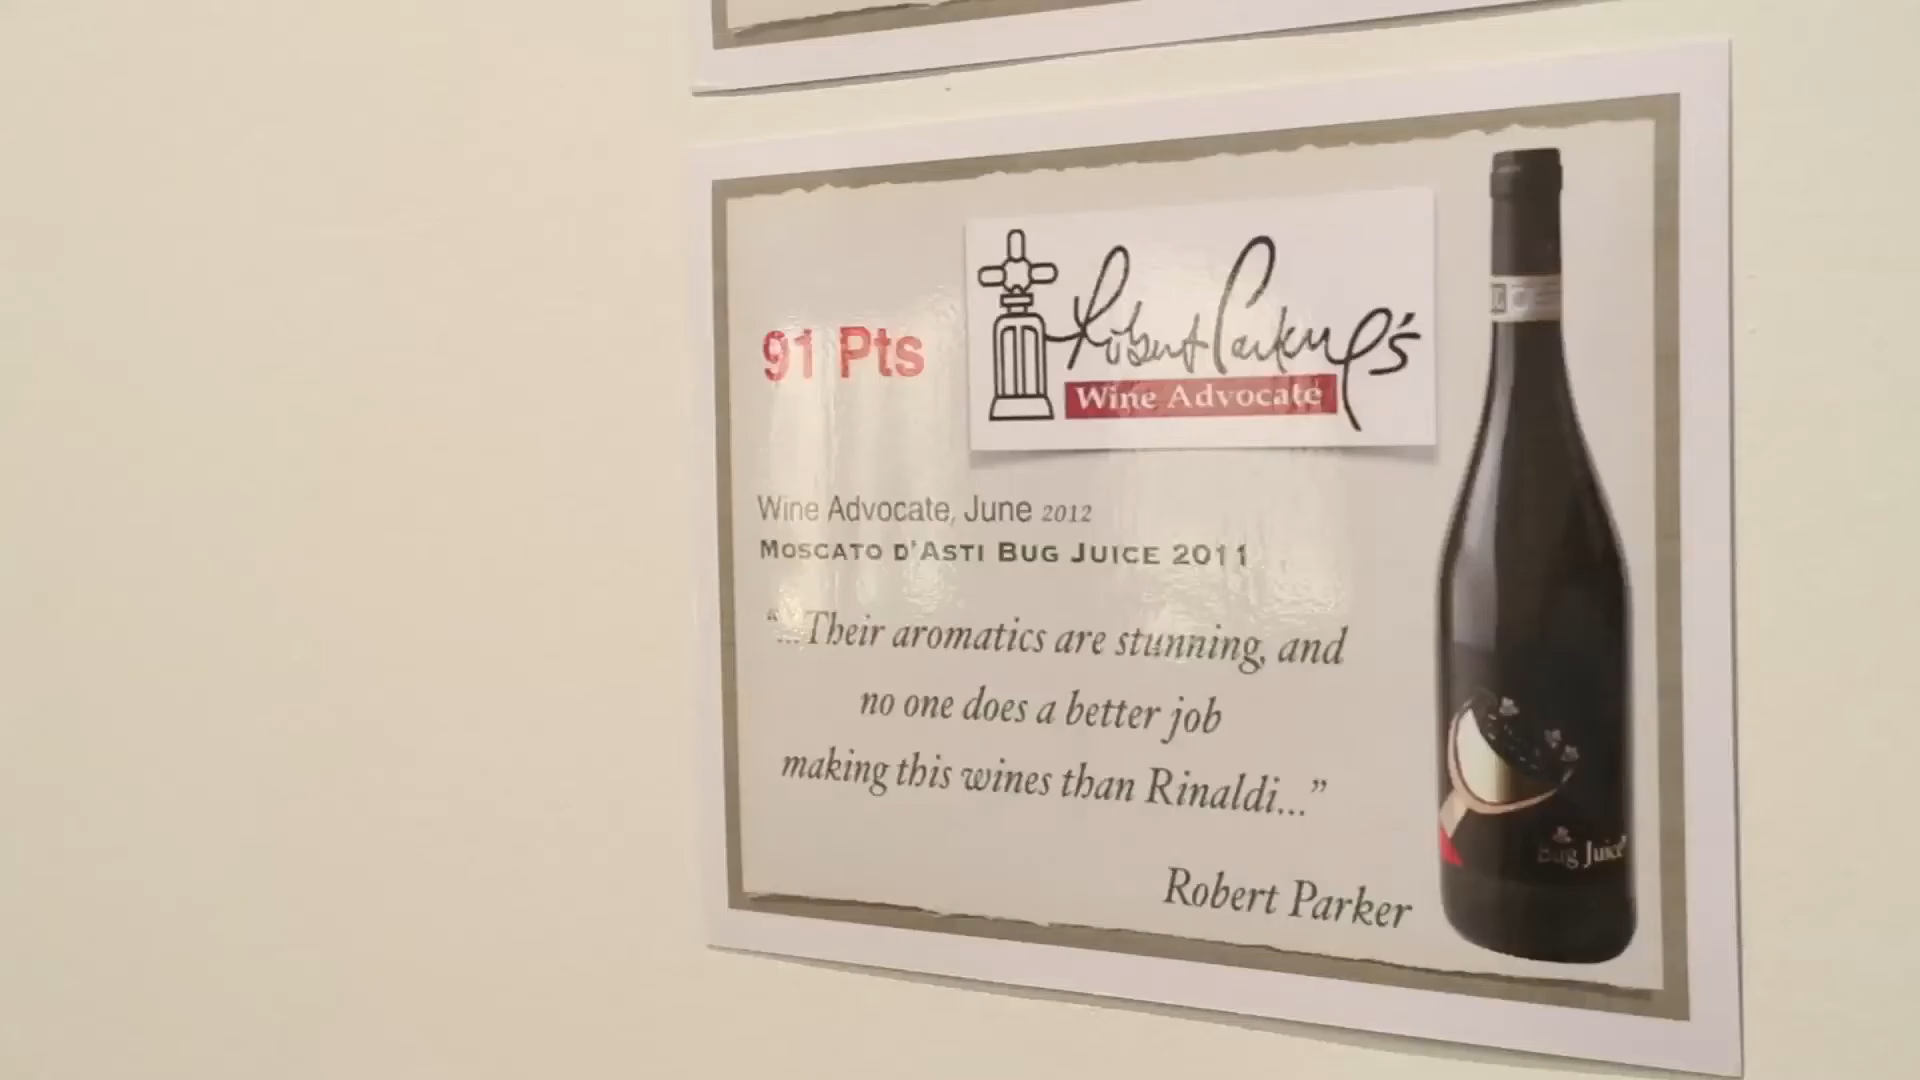 91 Pts
Robert Parker's
Wine Advocate
Wine Advocate, June 2012
MOSCATO D'ASTI BUG JUICE 2011
“...Their aromatics are stunning, and
no one does a better job
making this wines than Rinaldi...”
Robert Parker
Bug Juice